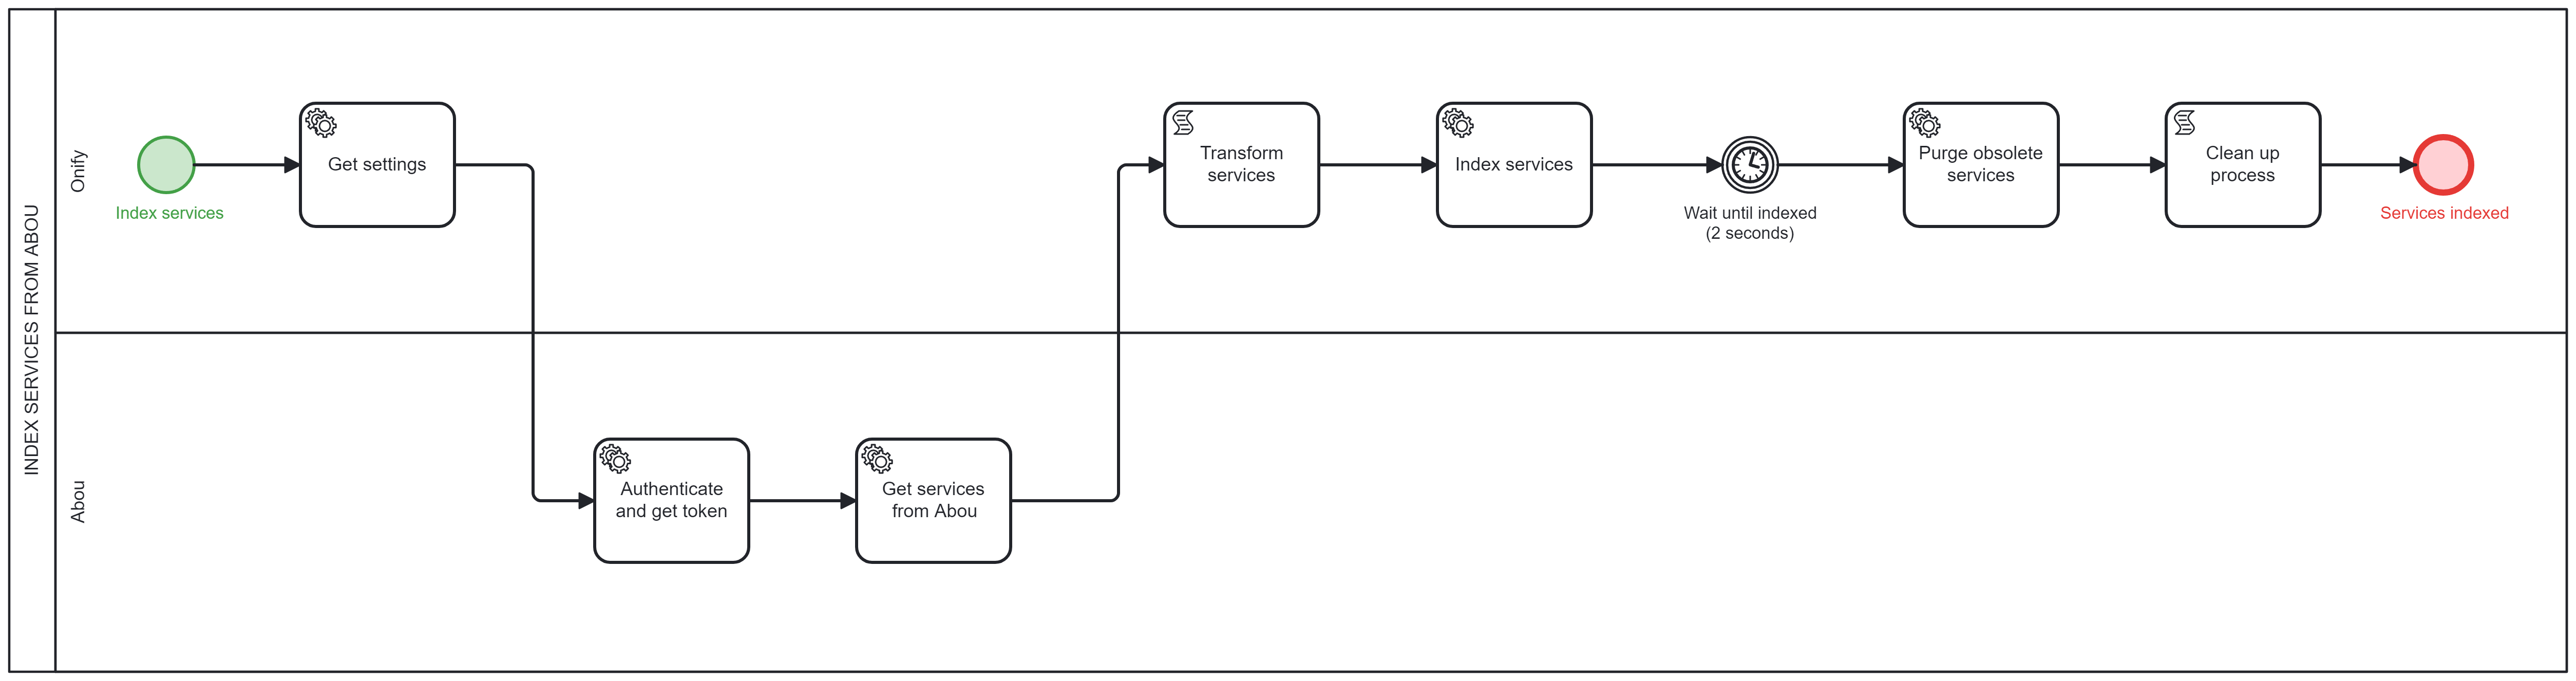 INDEX SERVICES FROM ABOU
Onify
Index services
Get settings
Transform
services
Index services
Wait until indexed
(2 seconds)
Purge obsolete
services
Clean up
process
Services indexed
Abou
Authenticate
and get token
Get services
from Abou